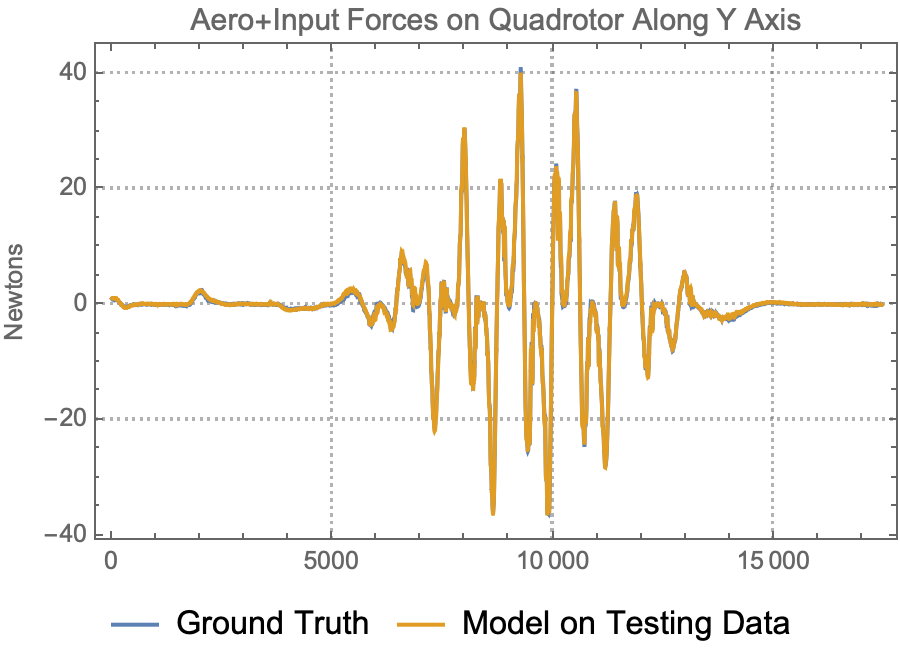 Aero+Input Forces on Quadrotor Along Y Axis
Newtons
40
20
0
−20
−40
0 5000 10 000 15 000
Ground Truth Model on Testing Data